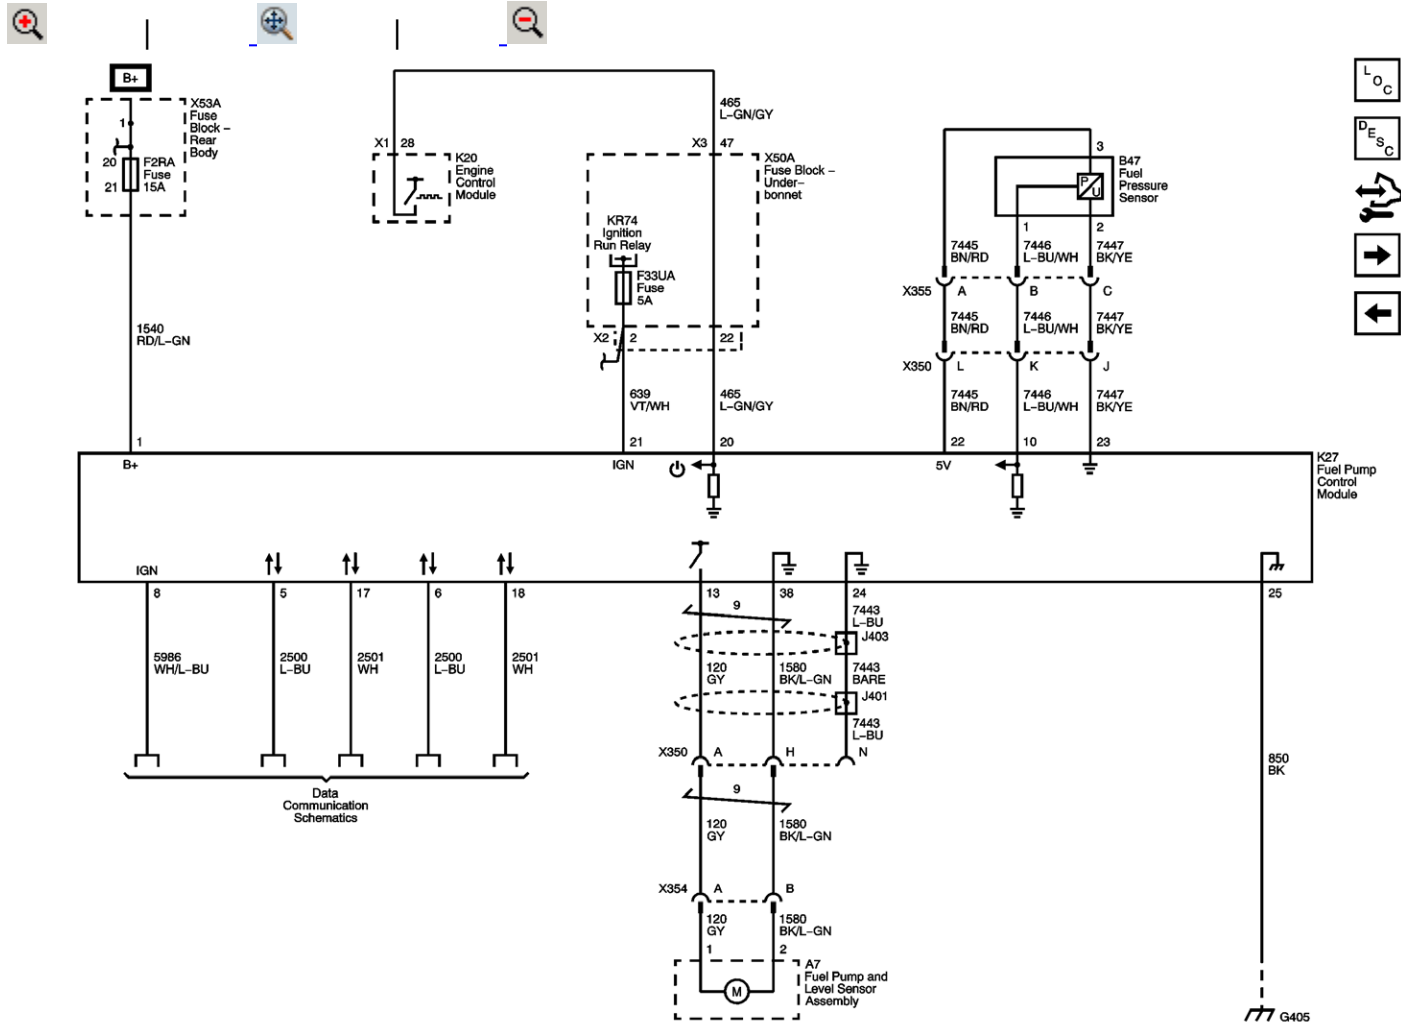 B+
X53A
Fuse
Block –
Rear
Body
1
20
21
F2RA
Fuse
15A
1540
RD/L–GN
X1 28
K20
Engine
Control
Module
465
L–GN/GY
X3 47
X50A
Fuse Block –
Under–
bonnet
KR74
Ignition
Run Relay
F33UA
Fuse
5A
X2 2 22
639
VT/WH
465
L–GN/GY
3
B47
Fuel
Pressure
Sensor
P
U
1 2
7445
BN/RD
7446
L–BU/WH
7447
BK/YE
X355 A B C
7445
BN/RD
7446
L–BU/WH
7447
BK/YE
X350 L K J
7445
BN/RD
7446
L–BU/WH
7447
BK/YE
1 21 20 22 10 23
B+ IGN 5V
K27
Fuel Pump
Control
Module
IGN
8 5 17 6 18 13 38 24 25
5986
WH/L–BU
2500
L–BU
2501
WH
2500
L–BU
2501
WH
Data
Communication
Schematics
9
7443
L–BU
J403
120
GY
1580
BK/L–GN
7443
BARE
J401
7443
L–BU
X350 A H N
9
120
GY
1580
BK/L–GN
X354 A B
120
GY
1580
BK/L–GN
1 2
M
A7
Fuel Pump and
Level Sensor
Assembly
850
BK
G405
LOC
DESC